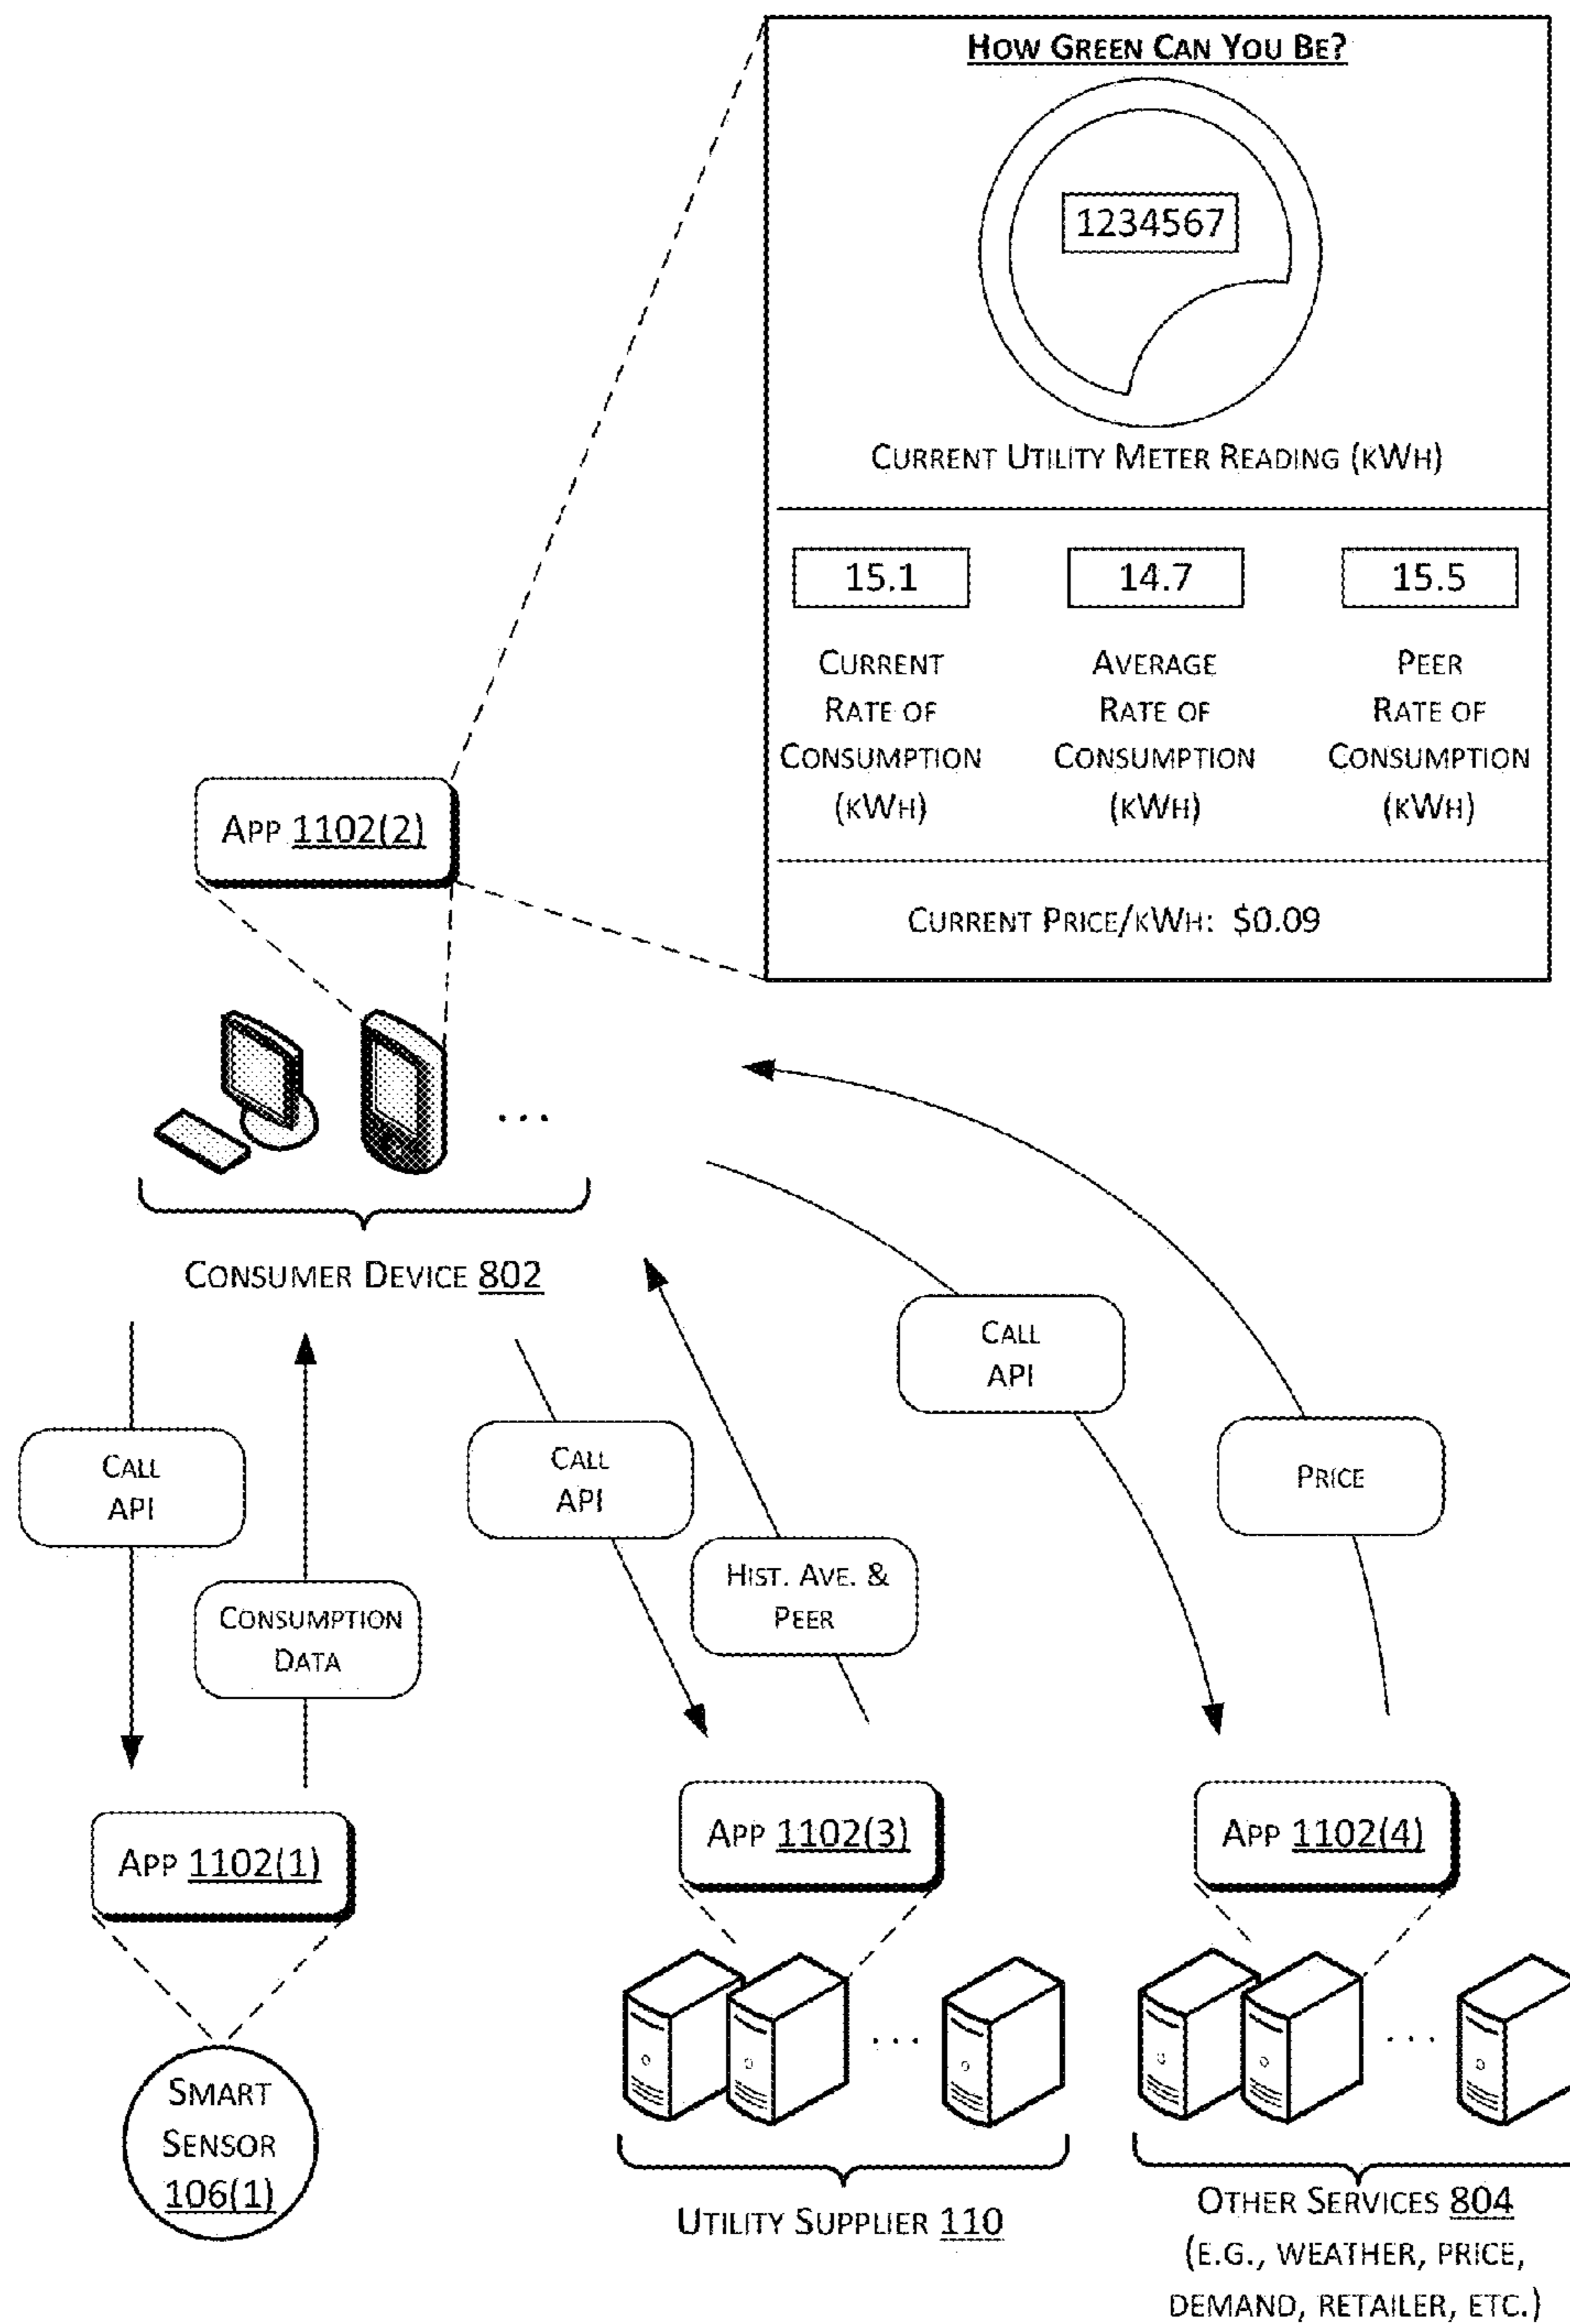 HOW GREEN CAN YOU BE?
1234567
CURRENT UTILITY METER READING (KWH)
15.1
14.7
15.5
CURRENT
RATE OF
CONSUMPTION
(KWH)
AVERAGE
RATE OF
CONSUMPTION
(KWH)
PEER
RATE OF
CONSUMPTION
(KWH)
CURRENT PRICE/KWH: $0.09
APP 1102(2)
...
CONSUMER DEVICE 802
CALL
API
CONSUMPTION
DATA
CALL
API
HIST. AVE. &
PEER
CALL
API
PRICE
APP 1102(1)
APP 1102(3)
APP 1102(4)
SMART
SENSOR
106(1)
...
UTILITY SUPPLIER 110
...
OTHER SERVICES 804
(E.G., WEATHER, PRICE,
DEMAND, RETAILER, ETC.)